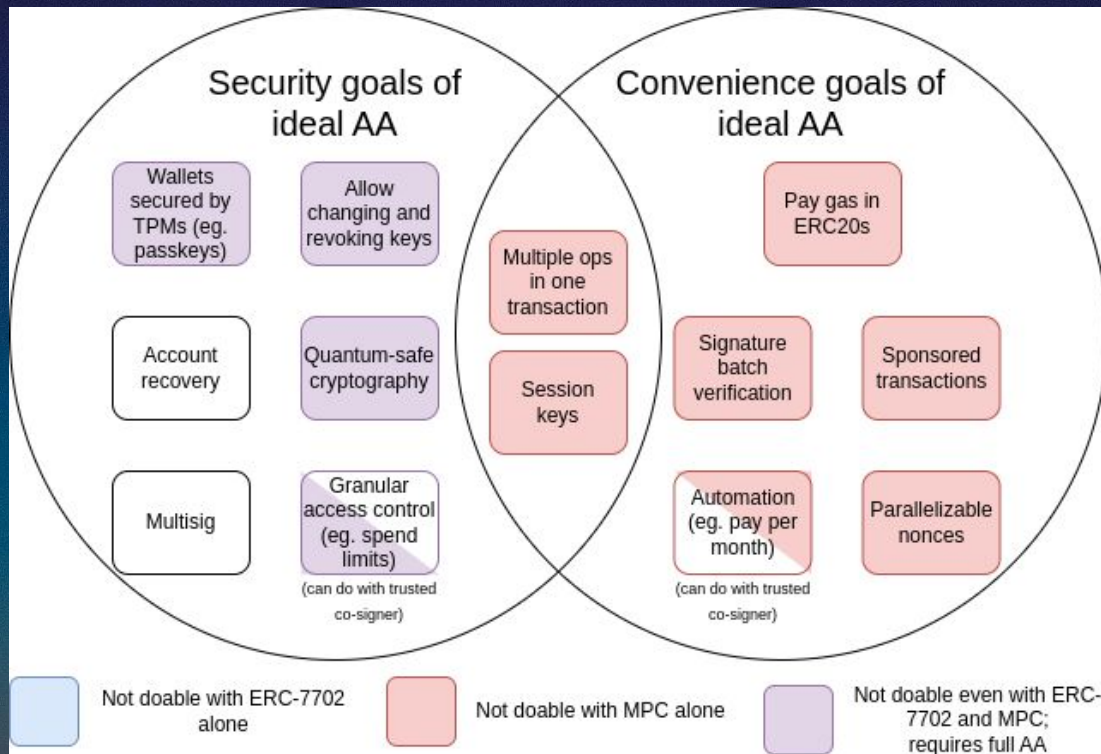 Security goals of
ideal AA
Convenience goals of
ideal AA
Wallets
secured by
TPMs (eg.
passkeys)
Allow
changing and
revoking keys
Account
recovery
Quantum-safe
cryptography
Multisig
Granular
access control
(eg. spend
limits)
(can do with trusted
co-signer)
Multiple ops
in one
transaction
Session
keys
Pay gas in
ERC20s
Signature
batch
verification
Sponsored
transactions
Automation
(eg. pay per
month)
(can do with trusted
co-signer)
Parallelizable
nonces
Not doable with ERC-7702
alone
Not doable with MPC alone
Not doable even with ERC-
7702 and MPC;
requires full AA